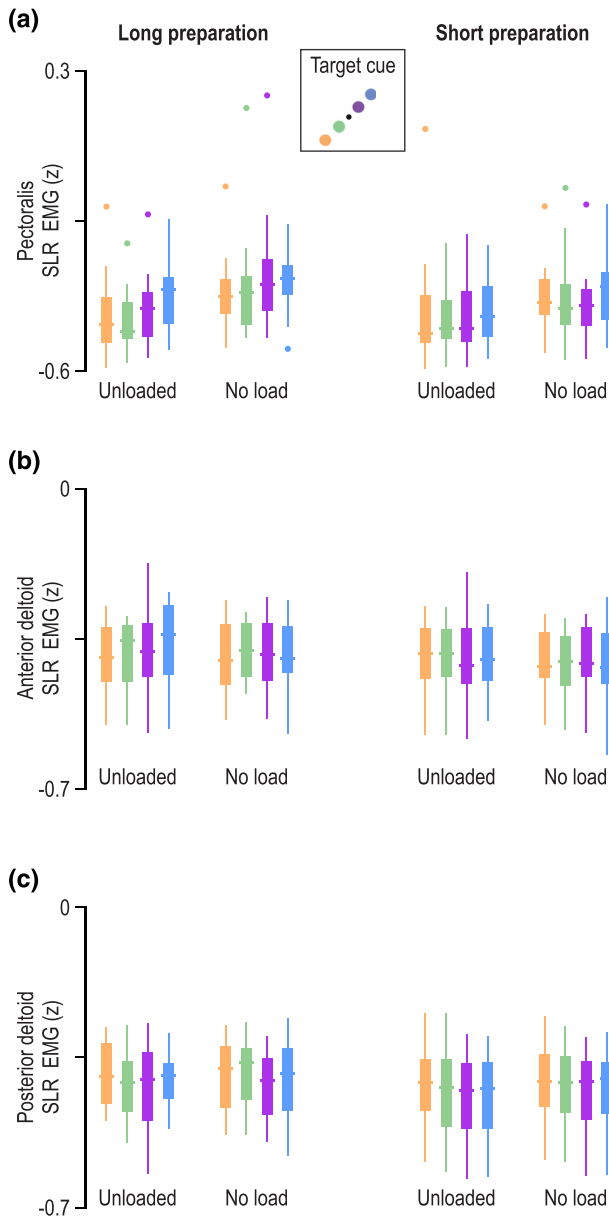 (a)
Long preparation
Short preparation
Target cue
0.3
Pectoralis
SLR EMG (z)
-0.6
Unloaded
No load
Unloaded
No load
(b)
0
Anterior deltoid
SLR EMG (z)
-0.7
Unloaded
No load
Unloaded
No load
(c)
0
Posterior deltoid
SLR EMG (z)
-0.7
Unloaded
No load
Unloaded
No load